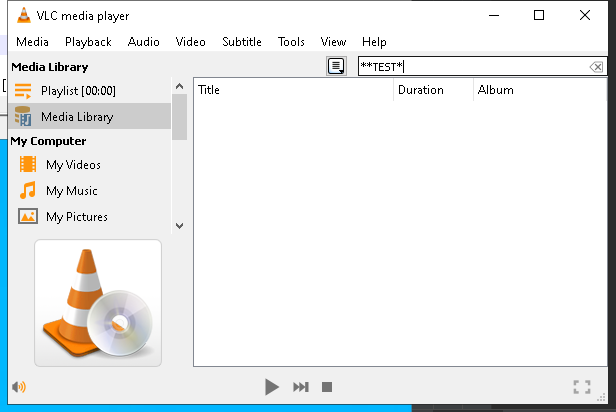 VLC media player
Media Playback Audio Video Subtitle Tools View Help
Media Library
**TEST*
Playlist [00:00]
Media Library
My Computer
My Videos
My Music
My Pictures
Title Duration Album